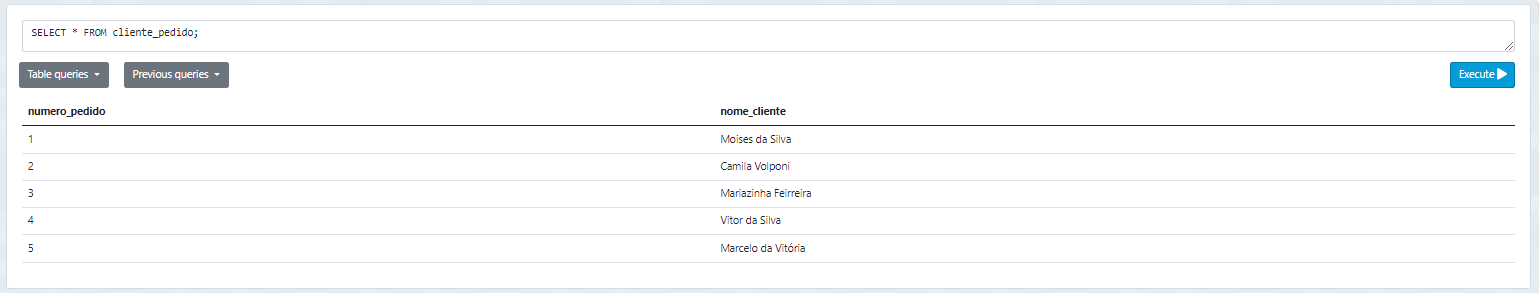 SELECT * FROM cliente_pedido;
Table queries Previous queries Execute
numero_pedido nome_cliente
1 Moises da Silva
2 Camila Volponi
3 Mariazinha Feirreira
4 Vitor da Silva
5 Marcelo da Vitória